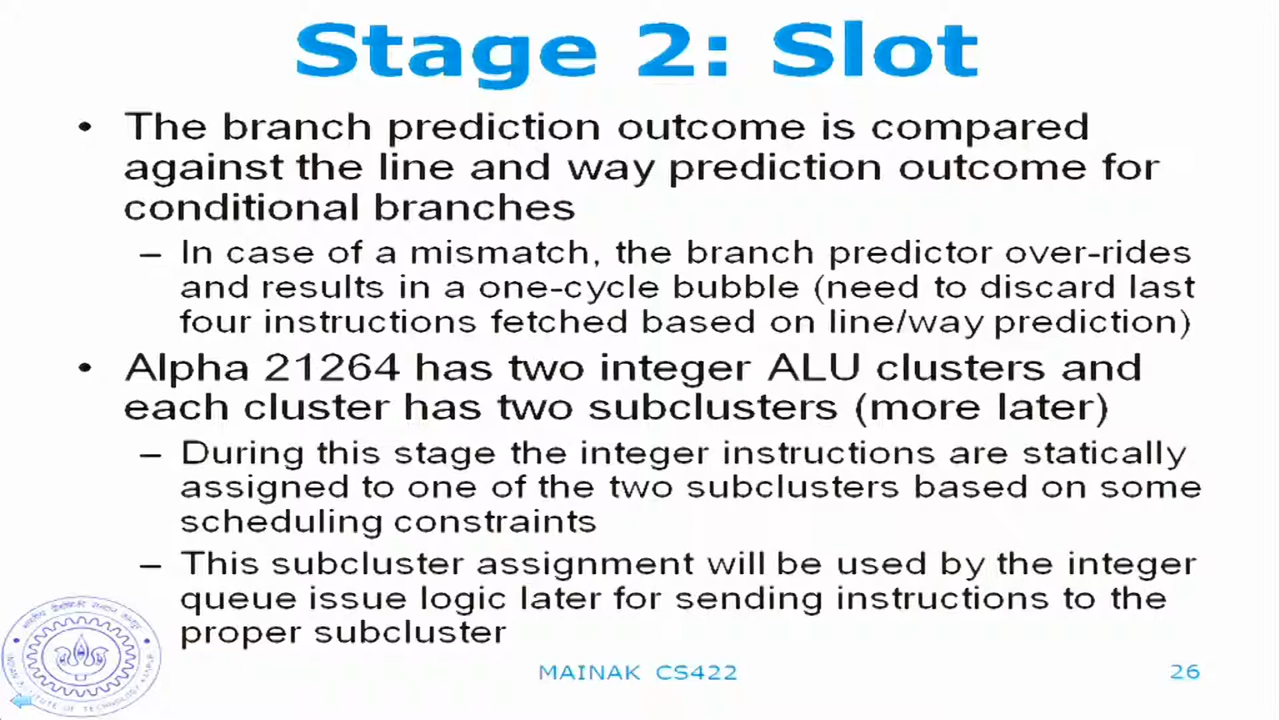 Stage 2: Slot
• The branch prediction outcome is compared
against the line and way prediction outcome for
conditional branches
– In case of a mismatch, the branch predictor over-rides
and results in a one-cycle bubble (need to discard last
four instructions fetched based on line/way prediction)
• Alpha 21264 has two integer ALU clusters and
each cluster has two subclusters (more later)
– During this stage the integer instructions are statically
assigned to one of the two subclusters based on some
scheduling constraints
– This subcluster assignment will be used by the integer
queue issue logic later for sending instructions to the
proper subcluster
MAINAK CS422
26